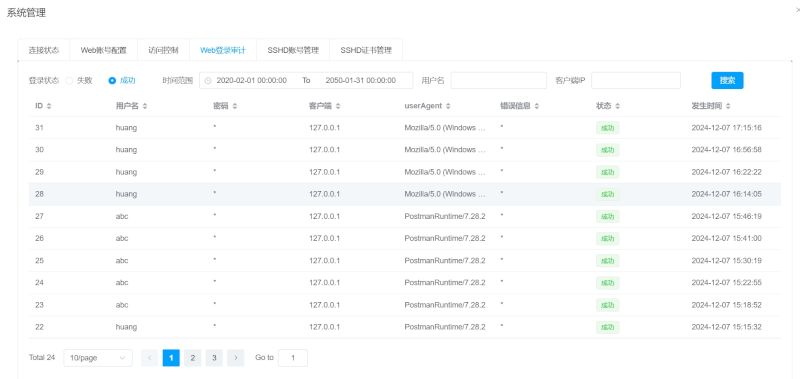 系统管理
连接状态 Web账号配置 访问控制 Web登录审计 SSHD账号管理 SSHD证书管理
登录状态 失败 成功 时间范围 2020-02-01 00:00:00 To 2050-01-31 00:00:00 用户名 客户端IP 搜索
ID 用户名 密码 客户端 userAgent 错误信息 状态 发生时间
31 huang * 127.0.0.1 Mozilla/5.0 (Windows ... * 成功 2024-12-07 17:15:16
30 huang * 127.0.0.1 Mozilla/5.0 (Windows ... * 成功 2024-12-07 16:56:58
29 huang * 127.0.0.1 Mozilla/5.0 (Windows ... * 成功 2024-12-07 16:22:22
28 huang * 127.0.0.1 Mozilla/5.0 (Windows ... * 成功 2024-12-07 16:14:05
27 abc * 127.0.0.1 PostmanRuntime/7.28.2 * 成功 2024-12-07 15:46:19
26 abc * 127.0.0.1 PostmanRuntime/7.28.2 * 成功 2024-12-07 15:41:00
25 abc * 127.0.0.1 PostmanRuntime/7.28.2 * 成功 2024-12-07 15:30:19
24 abc * 127.0.0.1 PostmanRuntime/7.28.2 * 成功 2024-12-07 15:22:55
23 abc * 127.0.0.1 PostmanRuntime/7.28.2 * 成功 2024-12-07 15:18:52
22 huang * 127.0.0.1 PostmanRuntime/7.28.2 * 成功 2024-12-07 15:15:32
Total 24 10/page 1 2 3 Go to 1